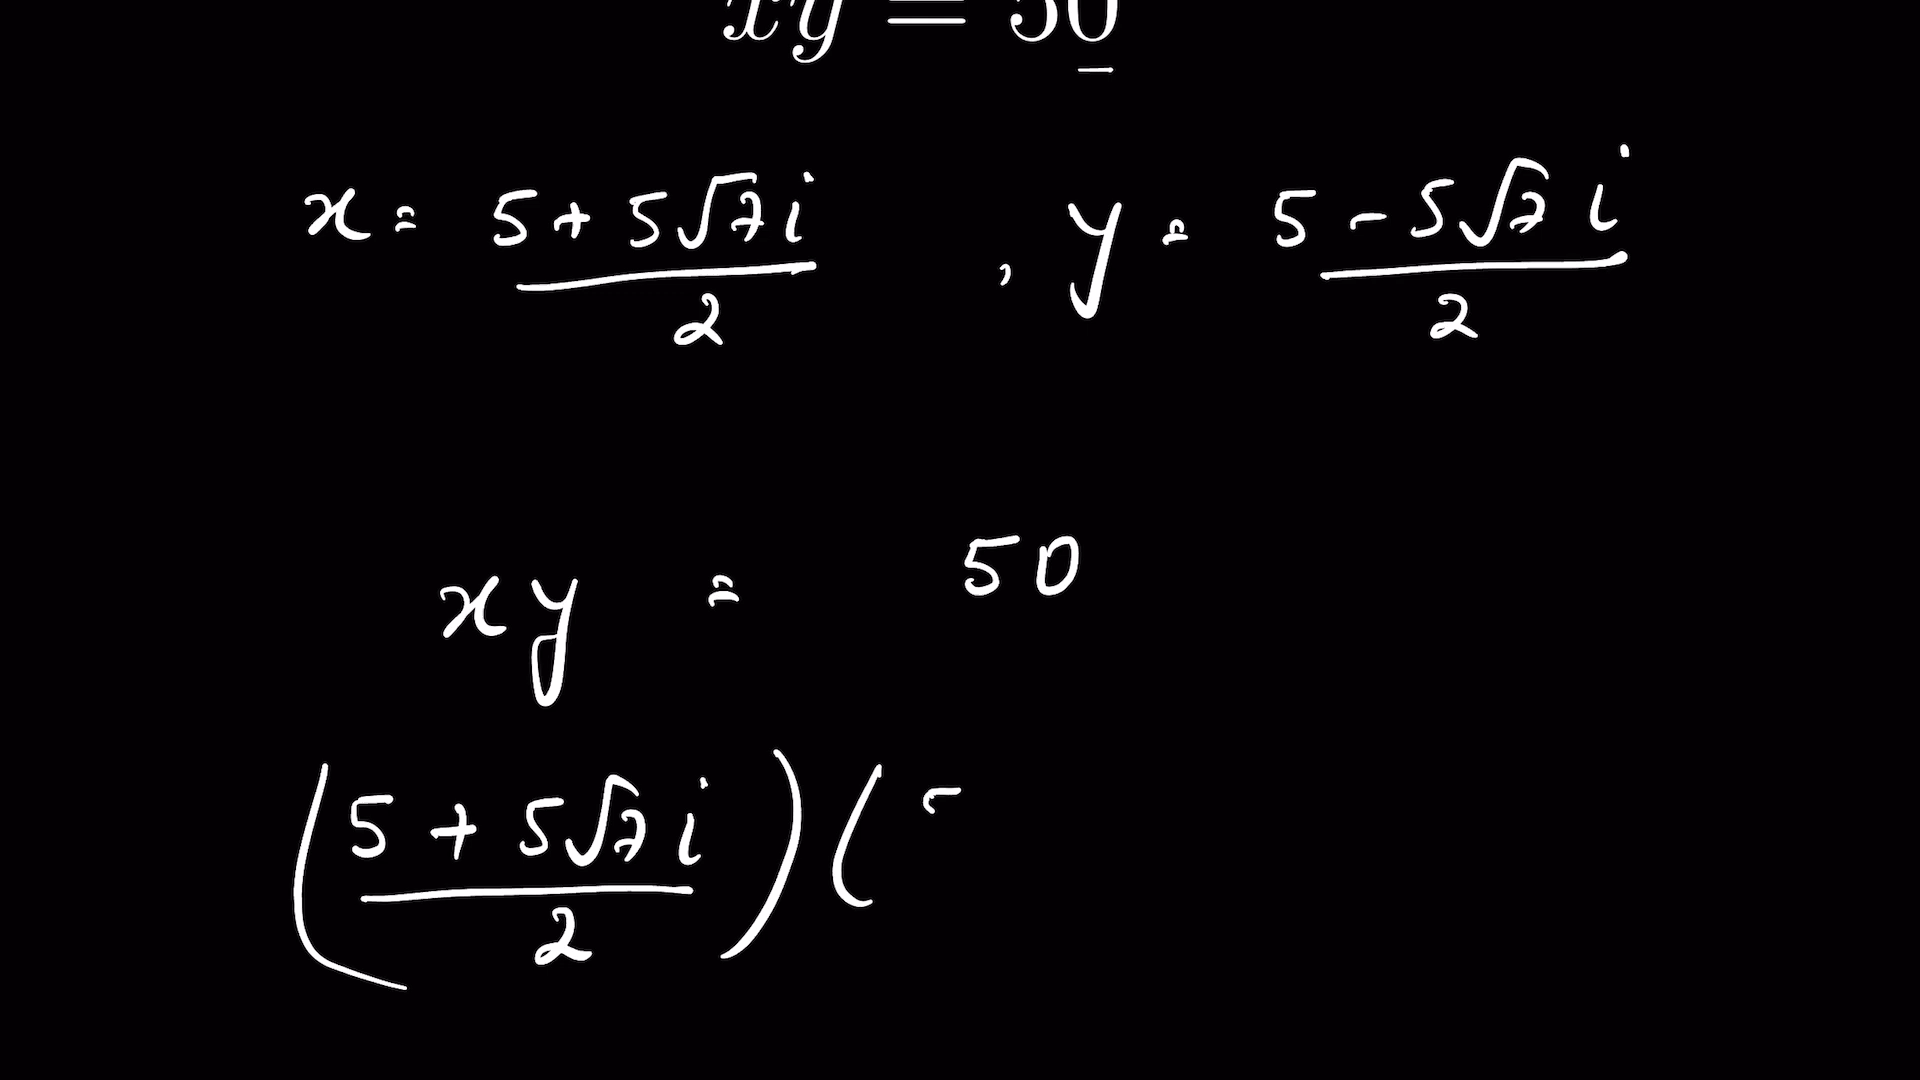 xy = 50
x = (5 + 5√7 i)/2 , y = (5 - 5√7 i)/2
xy = 50
((5 + 5√7 i)/2) (